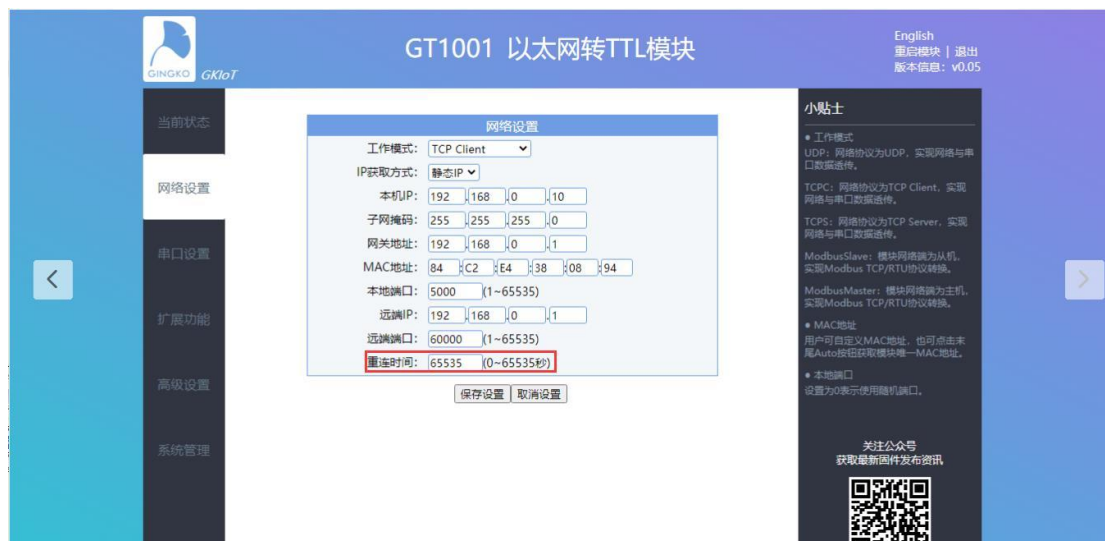 GINGKO GKIoT
GT1001 以太网转TTL模块
English
重启模块 | 退出
版本信息：v0.05
当前状态
网络设置
串口设置
扩展功能
高级设置
系统管理
网络设置
工作模式： TCP Client
IP获取方式： 静态IP
本机IP： 192 .168 .0 .10
子网掩码： 255 .255 .255 .0
网关地址： 192 .168 .0 .1
MAC地址： 84 :C2 :E4 :38 :08 :94
本地端口： 5000 (1~65535)
远端IP： 192 .168 .0 .1
远端端口： 60000 (1~65535)
重连时间： 65535 (0~65535秒)
保存设置 取消设置
小贴士
● 工作模式
UDP：网络协议为UDP，实现网络与串
口数据透传。
TCPC：网络协议为TCP Client，实现
网络与串口数据透传。
TCPS：网络协议为TCP Server，实现
网络与串口数据透传。
ModbusSlave：模块网络端为从机，
实现Modbus TCP/RTU协议转换。
ModbusMaster：模块网络端为主机，
实现Modbus TCP/RTU协议转换。
● MAC地址
用户可自定义MAC地址，也可点击末
尾Auto按钮获取模块唯一MAC地址。
● 本地端口
设置为0表示使用随机端口。
关注公众号
获取最新固件发布资讯